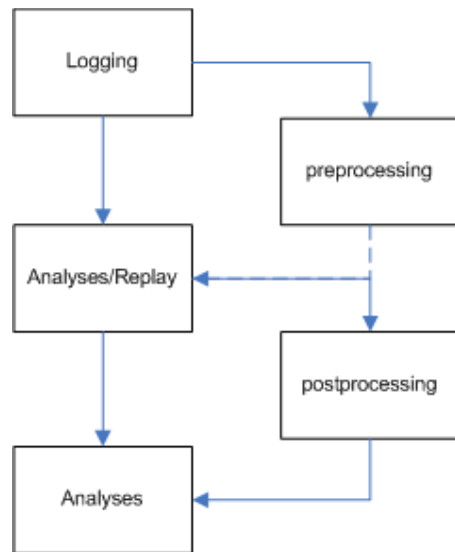 Logging
preprocessing
Analyses/Replay
postprocessing
Analyses